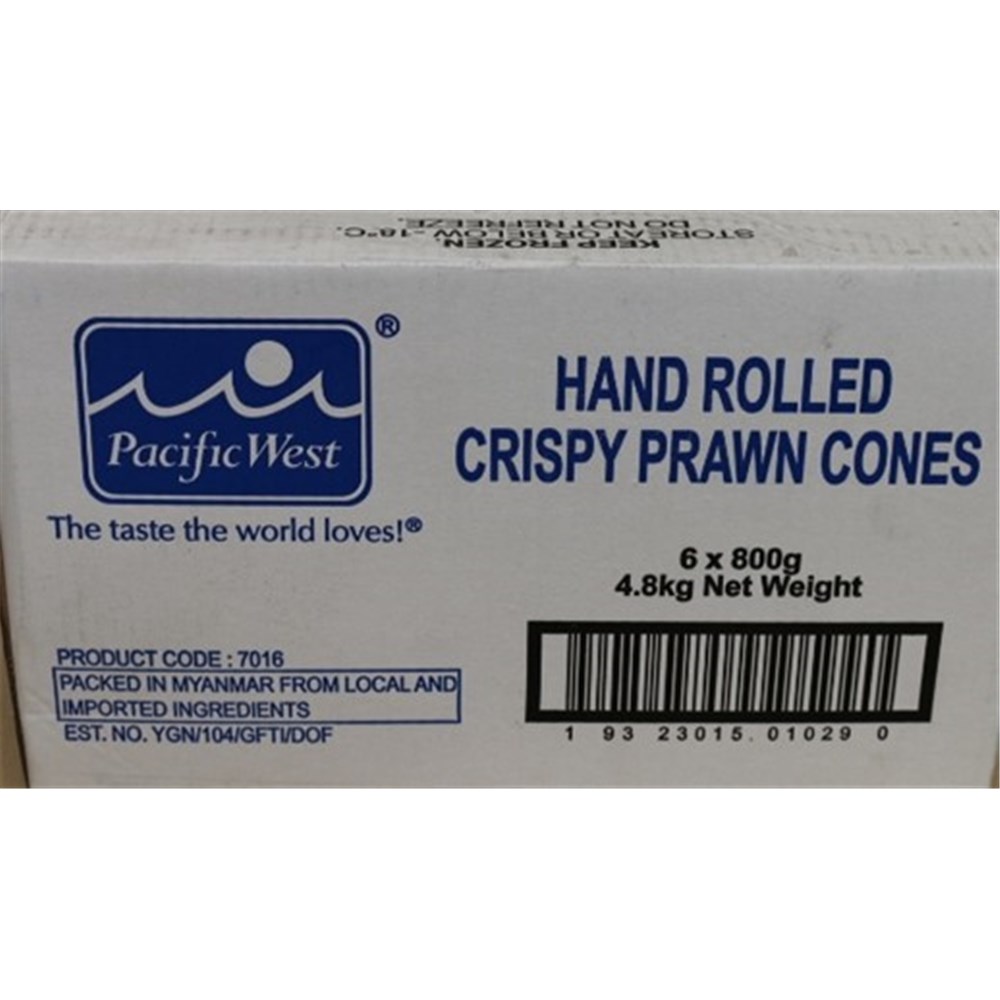 KEEP FROZEN.
STORE AT OR BELOW -18°C.
DO NOT REFREEZE.
®
Pacific West
The taste the world loves!®
HAND ROLLED
CRISPY PRAWN CONES
6 x 800g
4.8kg Net Weight
PRODUCT CODE : 7016
PACKED IN MYANMAR FROM LOCAL AND
IMPORTED INGREDIENTS
EST. NO. YGN/104/GFTI/DOF
1 93 23015.01029 0